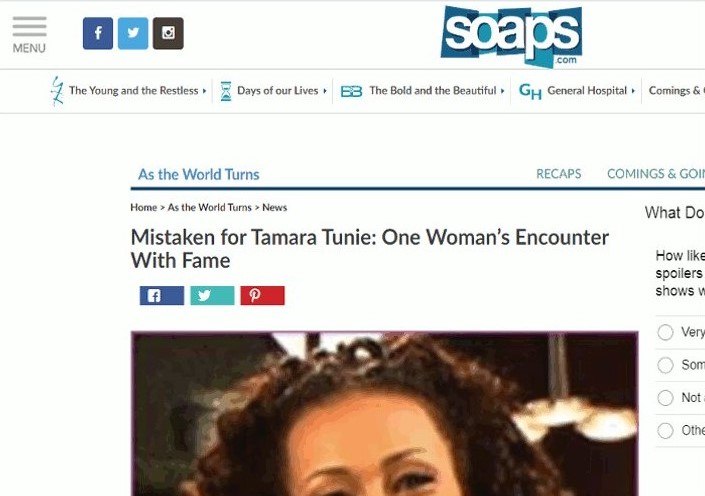 MENU
soaps
.com
The Young and the Restless
Days of our Lives
The Bold and the Beautiful
GH General Hospital
Comings &
As the World Turns
RECAPS
COMINGS & GOI
Home > As the World Turns > News
What Do
Mistaken for Tamara Tunie: One Woman's Encounter
With Fame
How like
spoilers
shows w
Very
Som
Not
Othe